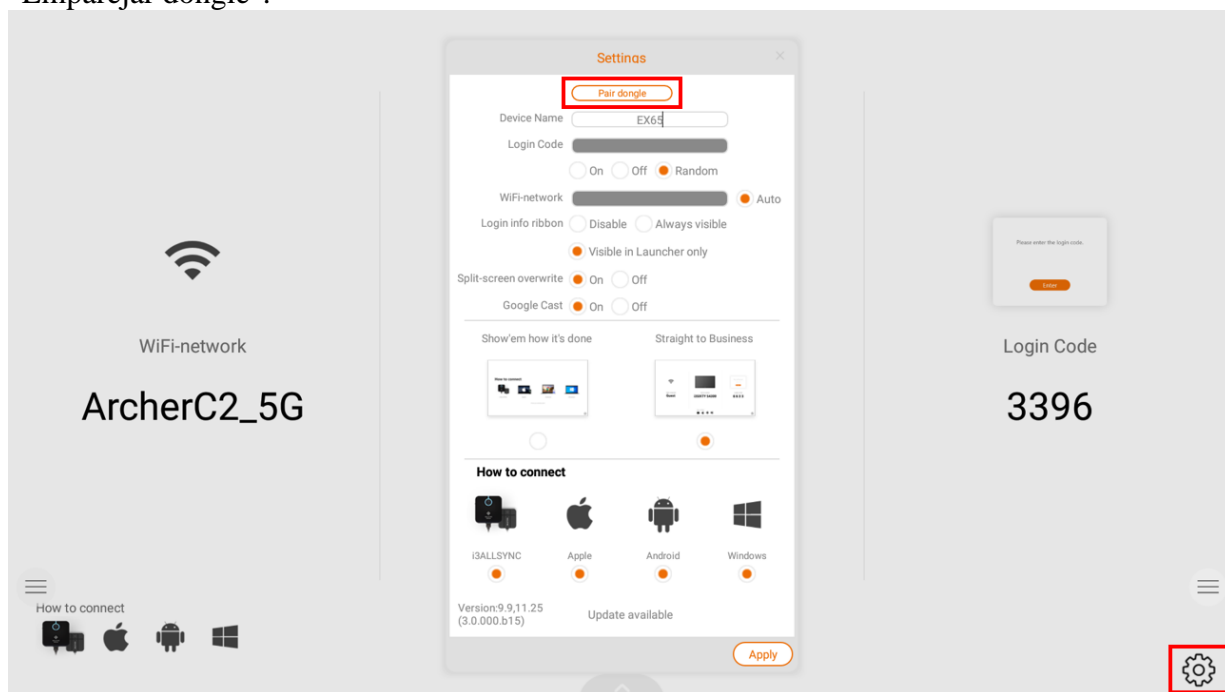 "Emparejar dongle".
Settings
Pair dongle
Device Name EX65
Login Code
On Off Random
WiFi-network Auto
Login info ribbon Disable Always visible
Visible in Launcher only
Split-screen overwrite On Off
Google Cast On Off
Show'em how it's done Straight to Business
How to connect
i3ALLSYNC Apple Android Windows
Version:9.9,11.25
(3.0.000.b15)
Update available
Apply
WiFi-network
ArcherC2_5G
Please enter the login code.
Enter
Login Code
3396
How to connect